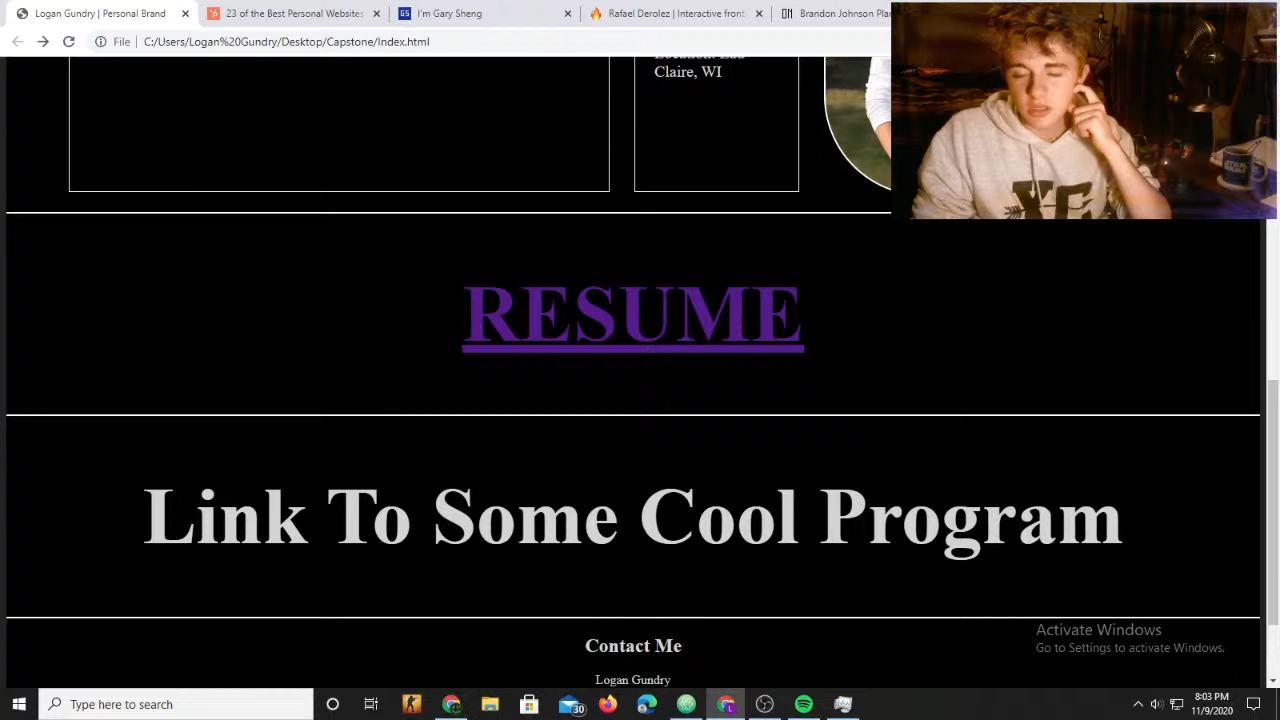 Logan Gundry | Personal Brand
23 of the Best Personal Websites
I'm Gary Sheng
Rafael Derolez | Interactive front
Brandon Johnson Plan
File
C:/Users/Logan%20Gundry/Desktop/Capstone/Index.html
Claire, WI
RESUME
Link To Some Cool Program
Contact Me
Logan Gundry
Activate Windows
Go to Settings to activate Windows.
Type here to search
30
8:03 PM
11/9/2020